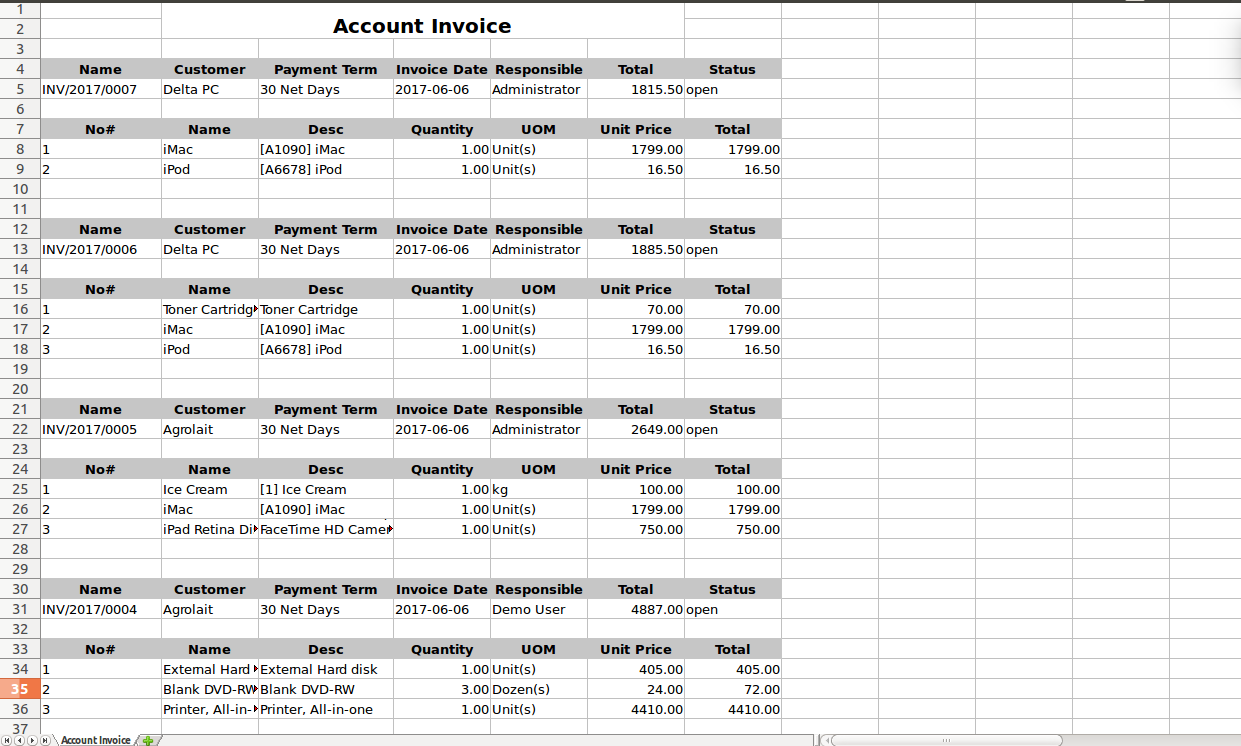 1
2 Account Invoice
3
4 Name Customer Payment Term Invoice Date Responsible Total Status
5 INV/2017/0007 Delta PC 30 Net Days 2017-06-06 Administrator 1815.50 open
6
7 No# Name Desc Quantity UOM Unit Price Total
8 1 iMac [A1090] iMac 1.00 Unit(s) 1799.00 1799.00
9 2 iPod [A6678] iPod 1.00 Unit(s) 16.50 16.50
10
11
12 Name Customer Payment Term Invoice Date Responsible Total Status
13 INV/2017/0006 Delta PC 30 Net Days 2017-06-06 Administrator 1885.50 open
14
15 No# Name Desc Quantity UOM Unit Price Total
16 1 Toner Cartridg Toner Cartridge 1.00 Unit(s) 70.00 70.00
17 2 iMac [A1090] iMac 1.00 Unit(s) 1799.00 1799.00
18 3 iPod [A6678] iPod 1.00 Unit(s) 16.50 16.50
19
20
21 Name Customer Payment Term Invoice Date Responsible Total Status
22 INV/2017/0005 Agrolait 30 Net Days 2017-06-06 Administrator 2649.00 open
23
24 No# Name Desc Quantity UOM Unit Price Total
25 1 Ice Cream [1] Ice Cream 1.00 kg 100.00 100.00
26 2 iMac [A1090] iMac 1.00 Unit(s) 1799.00 1799.00
27 3 iPad Retina Di FaceTime HD Camer 1.00 Unit(s) 750.00 750.00
28
29
30 Name Customer Payment Term Invoice Date Responsible Total Status
31 INV/2017/0004 Agrolait 30 Net Days 2017-06-06 Demo User 4887.00 open
32
33 No# Name Desc Quantity UOM Unit Price Total
34 1 External Hard External Hard disk 1.00 Unit(s) 405.00 405.00
35 2 Blank DVD-RW Blank DVD-RW 3.00 Dozen(s) 24.00 72.00
36 3 Printer, All-in- Printer, All-in-one 1.00 Unit(s) 4410.00 4410.00
37
Account Invoice